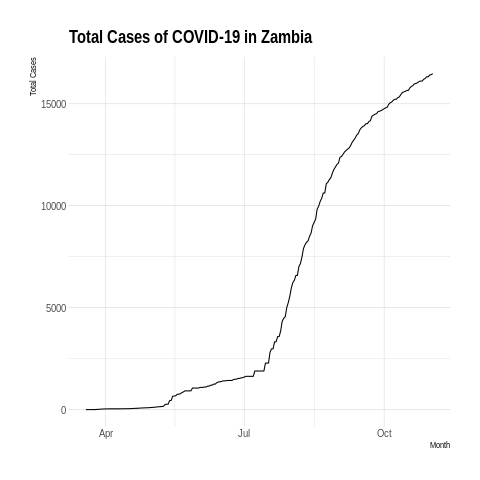 Total Cases of COVID-19 in Zambia
Total Cases
15000
10000
5000
0
Apr Jul Oct
Month